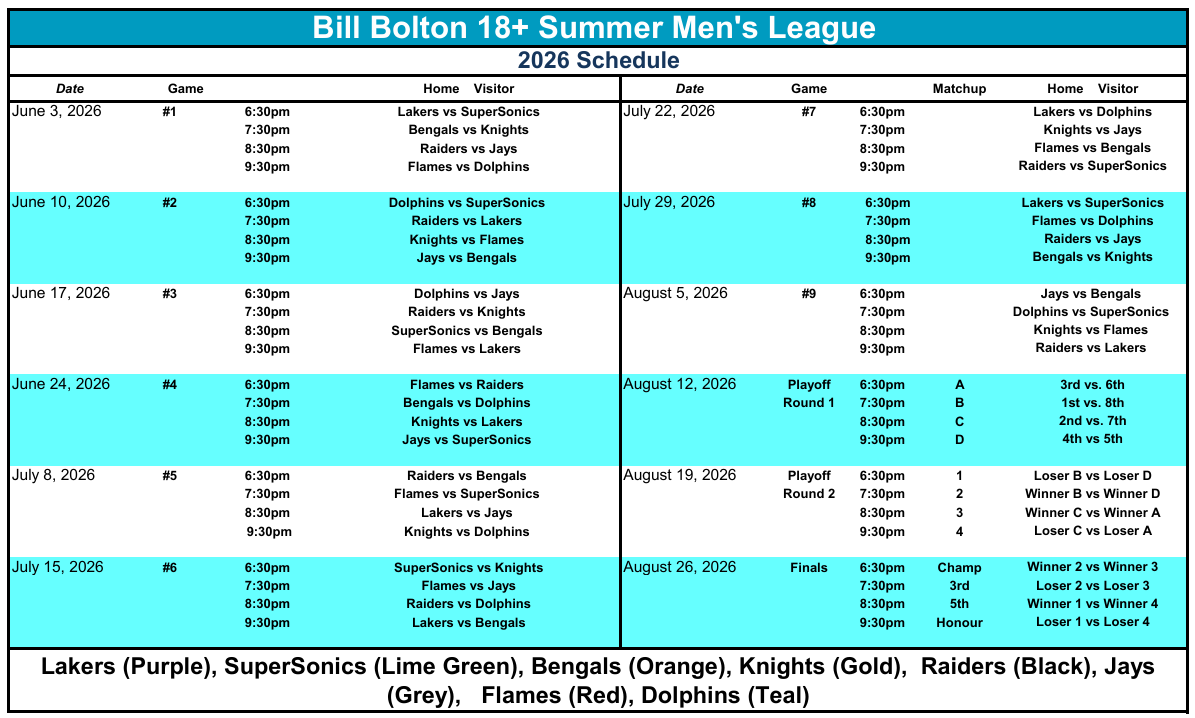 Bill Bolton 18+ Summer Men's League
2026 Schedule
Date Game Home Visitor Date Game Matchup Home Visitor
June 3, 2026 #1 6:30pm Lakers vs SuperSonics July 22, 2026 #7 6:30pm Lakers vs Dolphins
7:30pm Bengals vs Knights 7:30pm Knights vs Jays
8:30pm Raiders vs Jays 8:30pm Flames vs Bengals
9:30pm Flames vs Dolphins 9:30pm Raiders vs SuperSonics
June 10, 2026 #2 6:30pm Dolphins vs SuperSonics July 29, 2026 #8 6:30pm Lakers vs SuperSonics
7:30pm Raiders vs Lakers 7:30pm Flames vs Dolphins
8:30pm Knights vs Flames 8:30pm Raiders vs Jays
9:30pm Jays vs Bengals 9:30pm Bengals vs Knights
June 17, 2026 #3 6:30pm Dolphins vs Jays August 5, 2026 #9 6:30pm Jays vs Bengals
7:30pm Raiders vs Knights 7:30pm Dolphins vs SuperSonics
8:30pm SuperSonics vs Bengals 8:30pm Knights vs Flames
9:30pm Flames vs Lakers 9:30pm Raiders vs Lakers
June 24, 2026 #4 6:30pm Flames vs Raiders August 12, 2026 Playoff 6:30pm A 3rd vs. 6th
7:30pm Bengals vs Dolphins Round 1 7:30pm B 1st vs. 8th
8:30pm Knights vs Lakers 8:30pm C 2nd vs. 7th
9:30pm Jays vs SuperSonics 9:30pm D 4th vs 5th
July 8, 2026 #5 6:30pm Raiders vs Bengals August 19, 2026 Playoff 6:30pm 1 Loser B vs Loser D
7:30pm Flames vs SuperSonics Round 2 7:30pm 2 Winner B vs Winner D
8:30pm Lakers vs Jays 8:30pm 3 Winner C vs Winner A
9:30pm Knights vs Dolphins 9:30pm 4 Loser C vs Loser A
July 15, 2026 #6 6:30pm SuperSonics vs Knights August 26, 2026 Finals 6:30pm Champ Winner 2 vs Winner 3
7:30pm Flames vs Jays 7:30pm 3rd Loser 2 vs Loser 3
8:30pm Raiders vs Dolphins 8:30pm 5th Winner 1 vs Winner 4
9:30pm Lakers vs Bengals 9:30pm Honour Loser 1 vs Loser 4
Lakers (Purple), SuperSonics (Lime Green), Bengals (Orange), Knights (Gold), Raiders (Black), Jays
(Grey), Flames (Red), Dolphins (Teal)